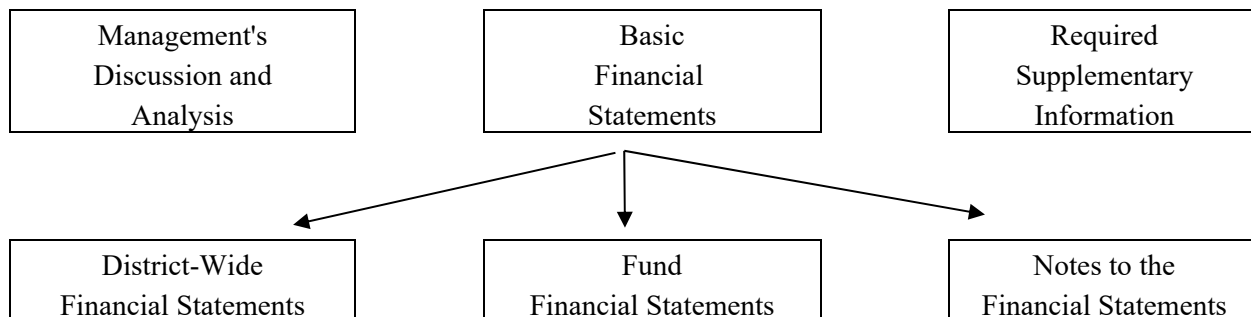 Management's
Discussion and
Analysis
Basic
Financial
Statements
Required
Supplementary
Information
District-Wide
Financial Statements
Fund
Financial Statements
Notes to the
Financial Statements